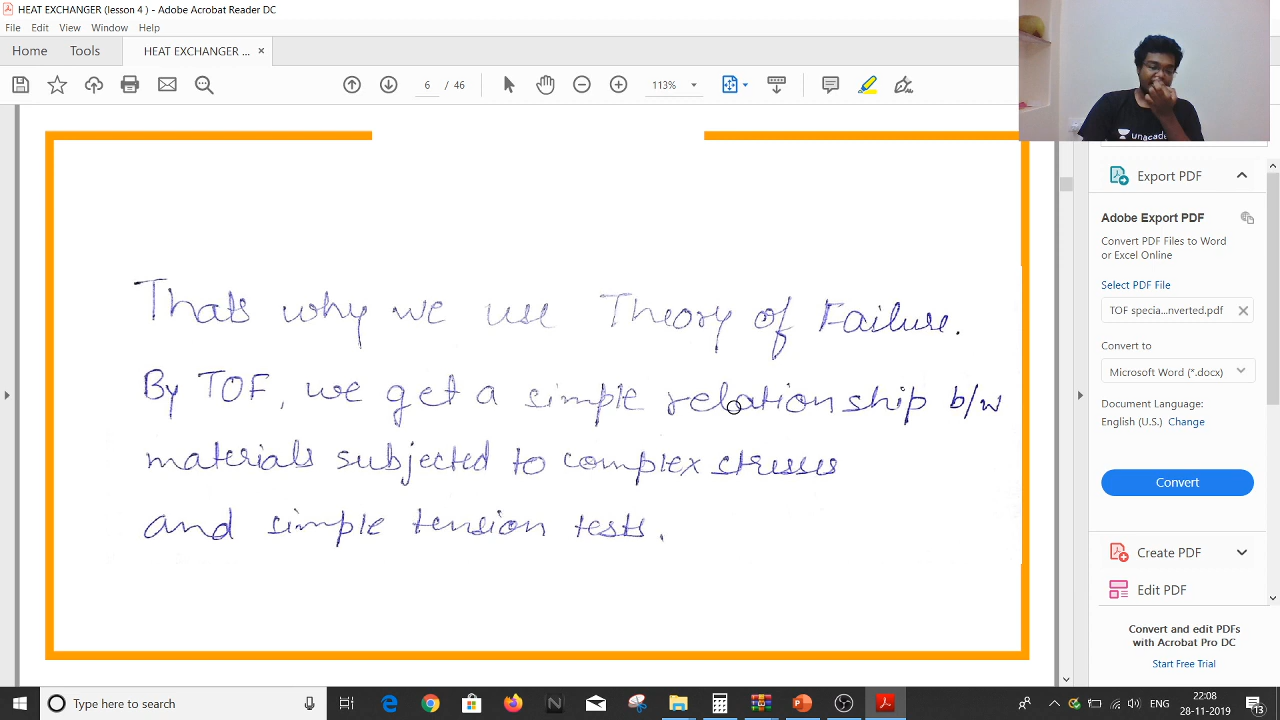 HEAT EXCHANGER (lesson 4 ) - Adobe Acrobat Reader DC
File Edit View Window Help
Home Tools HEAT EXCHANGER ... ×
6 / 46 113%
unacade
Export PDF
Adobe Export PDF
Convert PDF Files to Word
or Excel Online
Select PDF File
TOF specia...nverted.pdf
Convert to
Microsoft Word (*.docx)
Document Language:
English (U.S.) Change
Convert
Create PDF
Edit PDF
Convert and edit PDFs
with Acrobat Pro DC
Start Free Trial
Thats why we use Theory of Failure.
By TOF, we get a simple relationship b/w
materials subjected to complex stresses
and simple tension tests.
Type here to search
ENG
22:08
28-11-2019
13